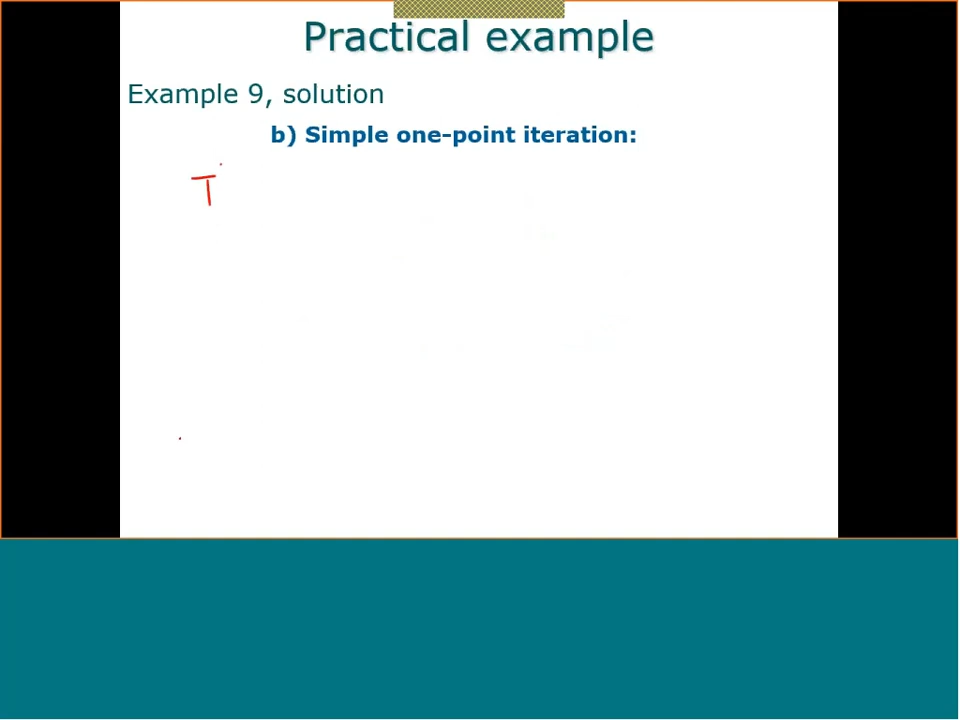 Practical example
Example 9, solution
b) Simple one-point iteration:
T